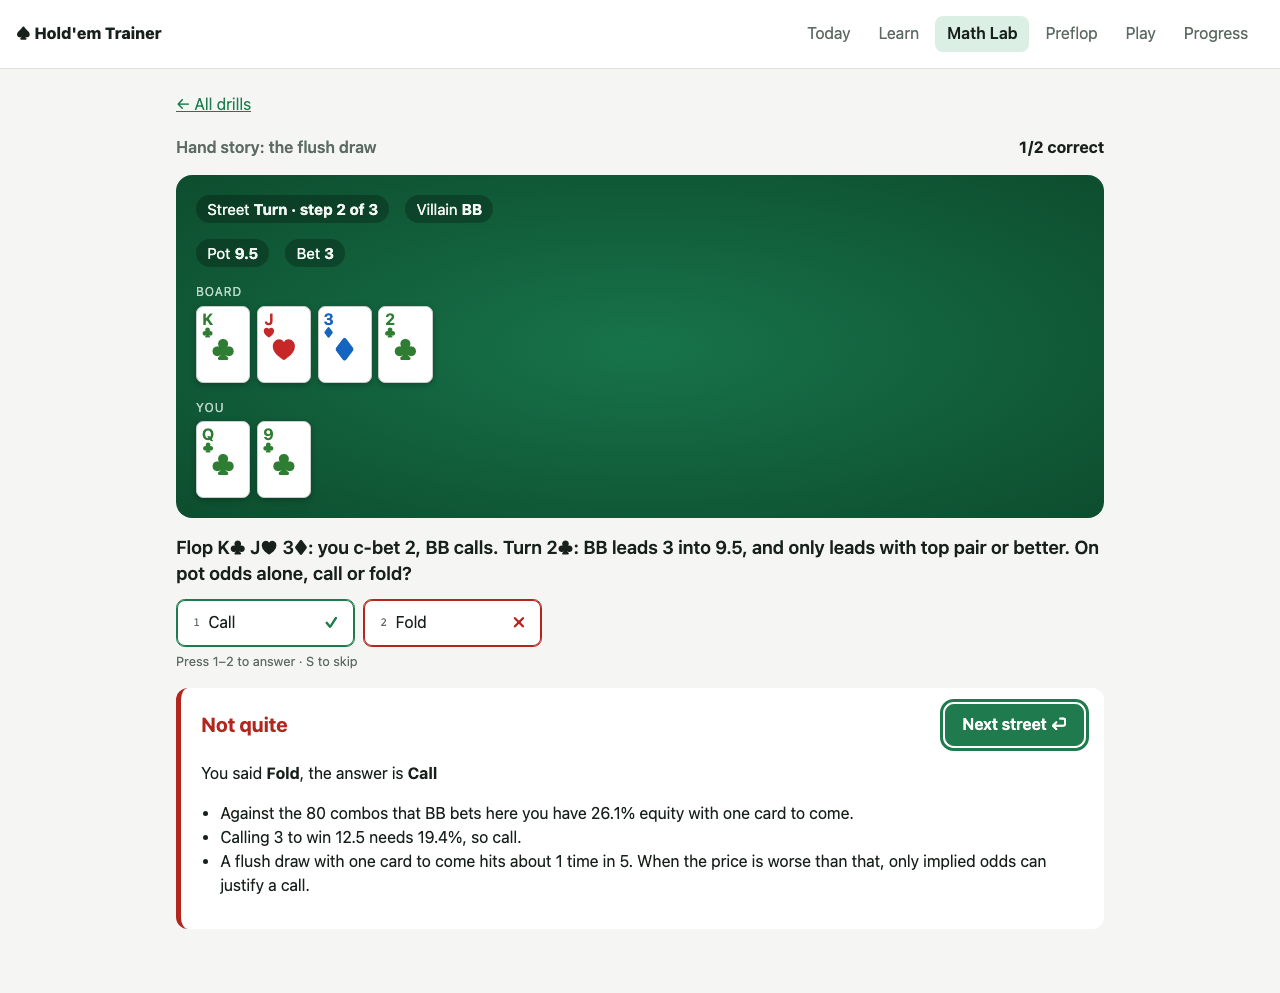 ♠ Hold'em Trainer
Today Learn Math Lab Preflop Play Progress
← All drills
Hand story: the flush draw
1/2 correct
Street Turn · step 2 of 3 Villain BB
Pot 9.5 Bet 3
BOARD
K♣ J♥ 3♦ 2♣
YOU
Q♣ 9♣
Flop K♣ J♥ 3♦: you c-bet 2, BB calls. Turn 2♣: BB leads 3 into 9.5, and only leads with top pair or better. On
pot odds alone, call or fold?
1 Call ✓ 2 Fold ✕
Press 1–2 to answer · S to skip
Not quite
Next street ⏎
You said Fold, the answer is Call
• Against the 80 combos that BB bets here you have 26.1% equity with one card to come.
• Calling 3 to win 12.5 needs 19.4%, so call.
• A flush draw with one card to come hits about 1 time in 5. When the price is worse than that, only implied odds can
justify a call.